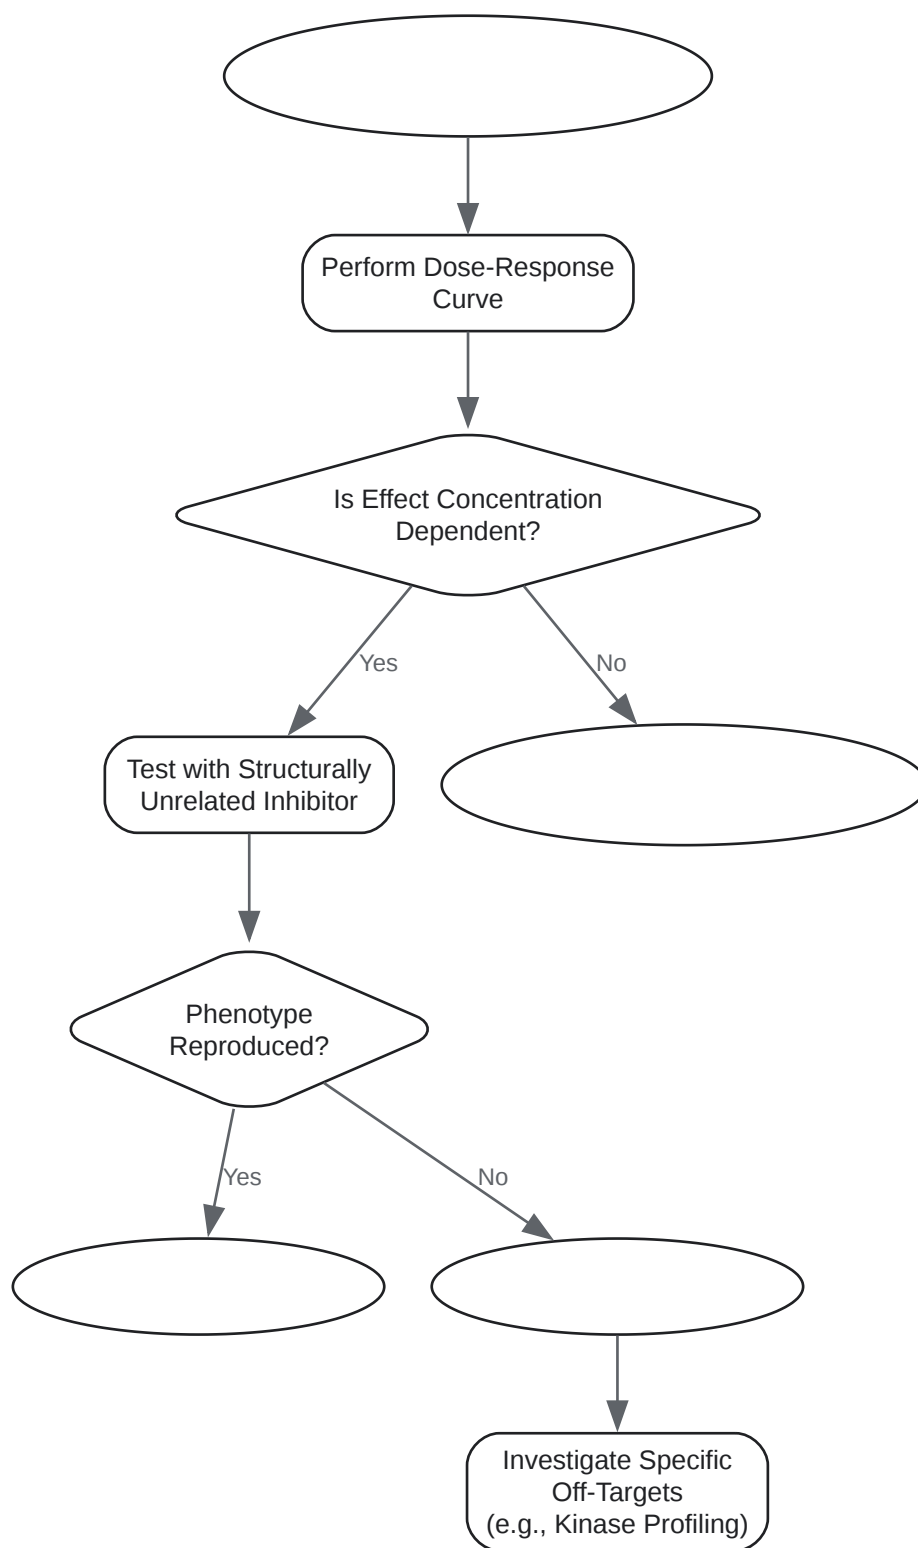 Perform Dose-Response
Curve
Is Effect Concentration
Dependent?
Yes
No
Test with Structurally
Unrelated Inhibitor
Phenotype
Reproduced?
Yes
No
Investigate Specific
Off-Targets
(e.g., Kinase Profiling)